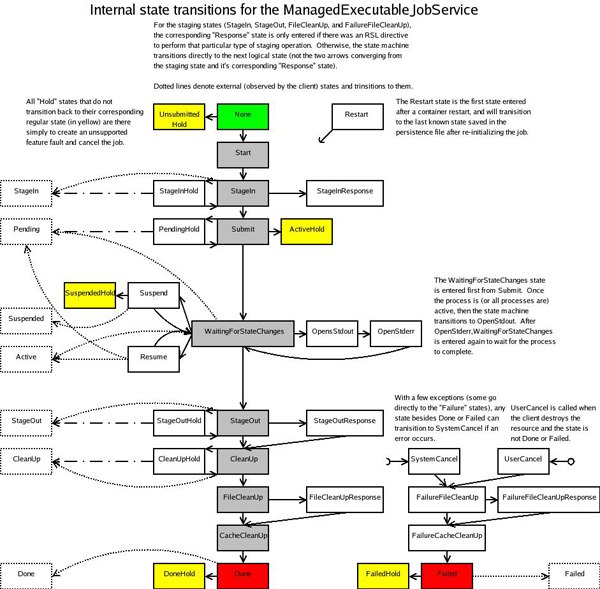 Internal state transitions for the ManagedExecutableJobService
For the staging states (StageIn, StageOut, FileCleanUp, and FailureFileCleanUp),
the corresponding "Response" state is only entered if there was an RSL directive
to perform that particular type of staging operation. Otherwise, the state machine
transitions directly to the next logical state (not the two arrows converging from
the staging state and it's corresponding "Response" state).
Dotted lines denote external (observed by the client) states and trinsitions to them.
All "Hold" states that do not
transition back to their corresponding
regular state (in yellow) are there
simply to create an unsupported
feature fault and cancel the job.
Unsubmitted
Hold
None
Restart
The Restart state is the first state entered
after a container restart, and will tranisition
to the last known state saved in the
persistence file after re-initializing the job.
Start
StageIn
StageInHold
StageIn
StageInResponse
Pending
PendingHold
Submit
ActiveHold
SuspendedHold
Suspend
The WaitingForStateChanges state
is entered first from Submit. Once
the process is (or all processes are)
active, then the state machine
transitions to OpenStdout. After
OpenStderr,WaitingForStateChanges
is entered again to wait for the process
to complete.
Suspended
WaitingForStateChanges
OpensStdout
OpenStderr
Active
Resume
With a few exceptions (some go
directly to the "Failure" states), any
state besides Done or Failed can
tranisition to SystemCancel if an
error occurs.
UserCancel is called when
the client destroys the
resource and the state is
not Done or Failed.
StageOut
StageOutHold
StageOut
StageOutResponse
CleanUp
CleanUpHold
CleanUp
SystemCancel
UserCancel
FileCleanUp
FileCleanUpResponse
FailureFileCleanUp
FailureFileCleanUpResponse
CacheCleanUp
FailureCacheCleanUp
Done
DoneHold
Done
FailedHold
Failed
Failed